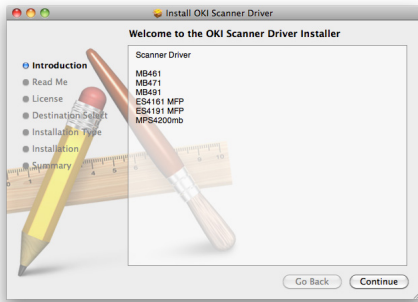 Install OKI Scanner Driver
Welcome to the OKI Scanner Driver Installer
Introduction
Read Me
License
Destination Select
Installation Type
Installation
Summary
Scanner Driver
MB461
MB471
MB491
ES4161 MFP
ES4191 MFP
MPS4200mb
Go Back
Continue